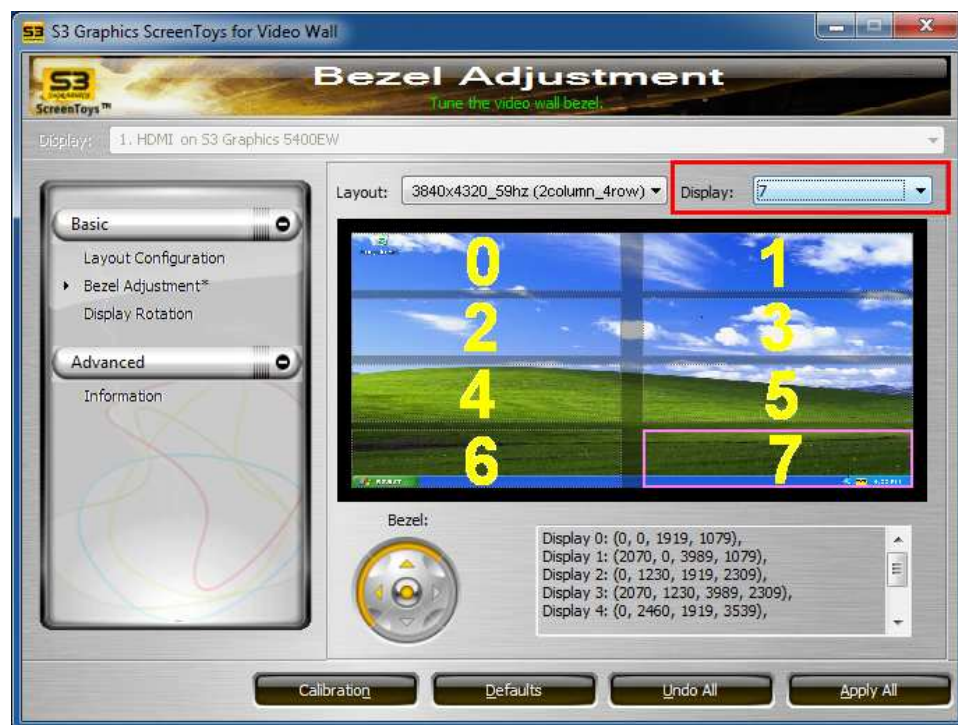 S3 S3 Graphics ScreenToys for Video Wall
S3
ScreenToys™
Bezel Adjustment
Tune the video wall bezel.
Display: 1. HDMI on S3 Graphics 5400EW
Layout: 3840x4320_59hz (2column_4row) Display: 7
Basic
Layout Configuration
Bezel Adjustment*
Display Rotation
Advanced
Information
0 1
2 3
4 5
6 7
Bezel:
Display 0: (0, 0, 1919, 1079),
Display 1: (2070, 0, 3989, 1079),
Display 2: (0, 1230, 1919, 2309),
Display 3: (2070, 1230, 3989, 2309),
Display 4: (0, 2460, 1919, 3539),
Calibration Defaults Undo All Apply All